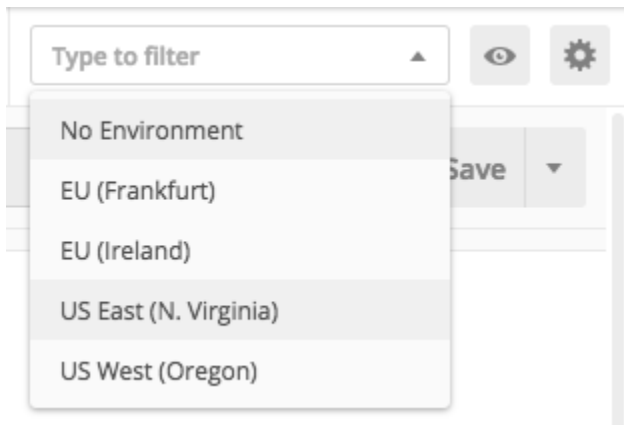 Type to filter
No Environment
Save
EU (Frankfurt)
EU (Ireland)
US East (N. Virginia)
US West (Oregon)